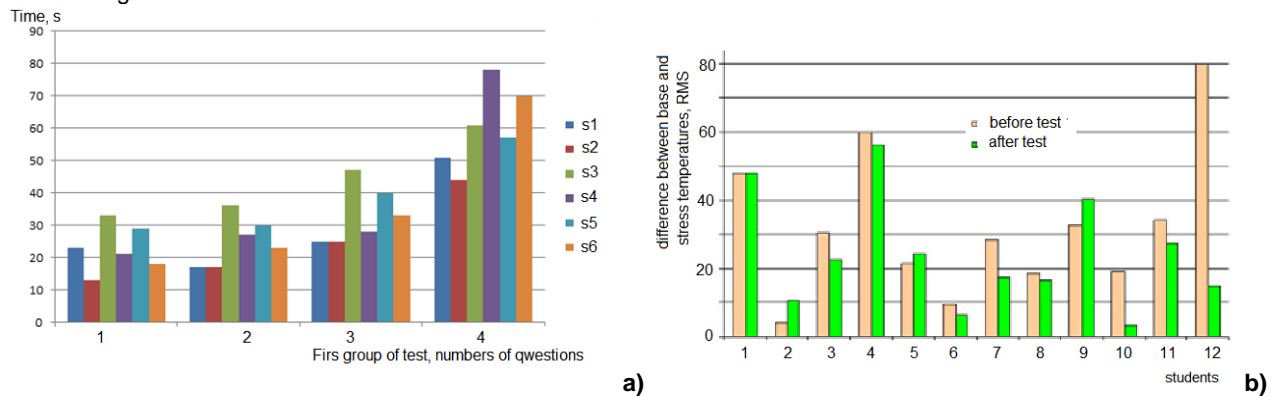 Time, s
90
80
70
60
50
40
30
20
10
0
1 2 3 4
Firs group of test, numbers of qwestions
s1
s2
s3
s4
s5
s6
a)
difference between base and
stress temperatures, RMS
80
60
40
20
0
before test
after test
1 2 3 4 5 6 7 8 9 10 11 12
students
b)